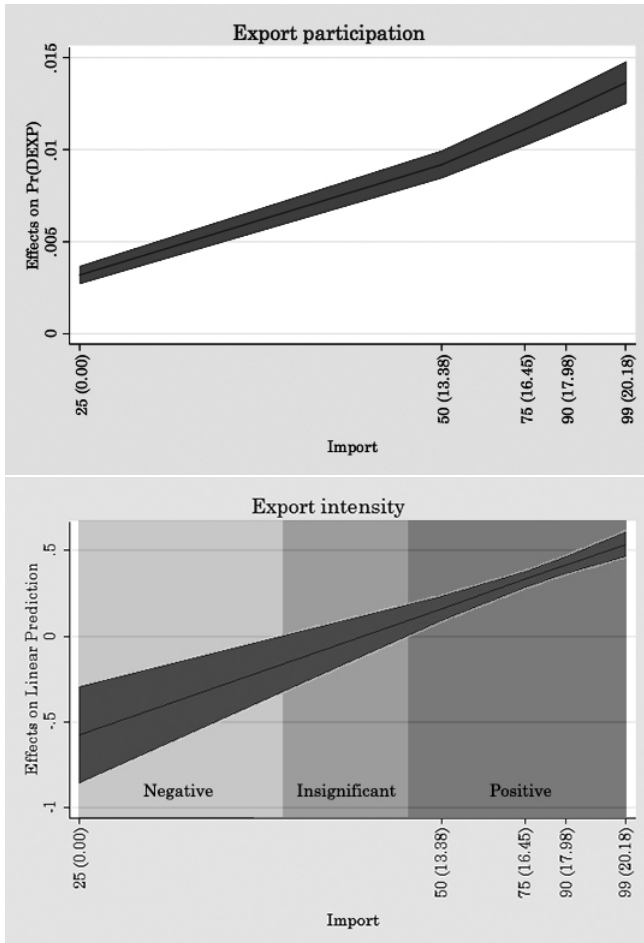 Export participation
.015
.01
.005
0
Effects on Pr(DEXP)
25 (0.00)
50 (13.38)
75 (16.45)
90 (17.98)
99 (20.18)
Import
Export intensity
.5
0
-.5
-1
Effects on Linear Prediction
Negative
Insignificant
Positive
25 (0.00)
50 (13.38)
75 (16.45)
90 (17.98)
99 (20.18)
Import